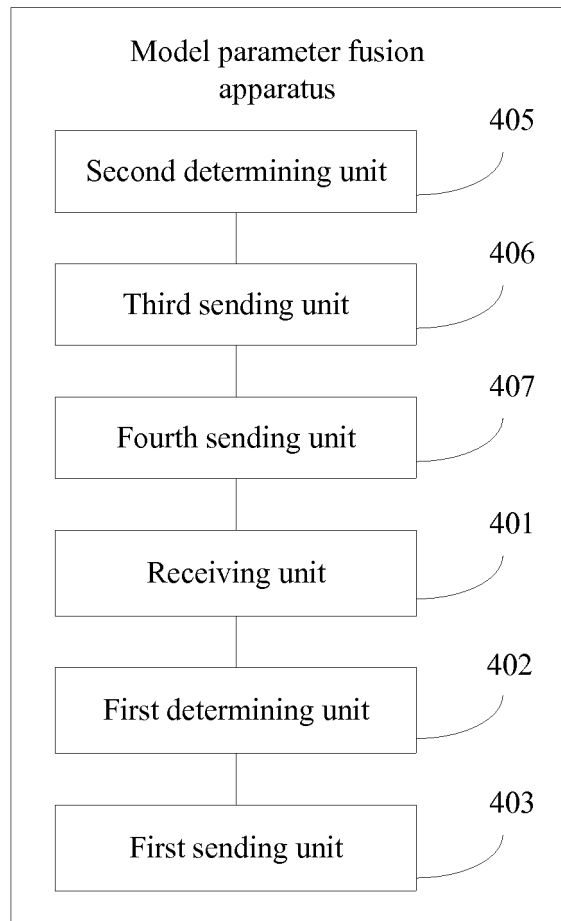 Model parameter fusion
apparatus
405
Second determining unit
406
Third sending unit
407
Fourth sending unit
401
Receiving unit
402
First determining unit
403
First sending unit